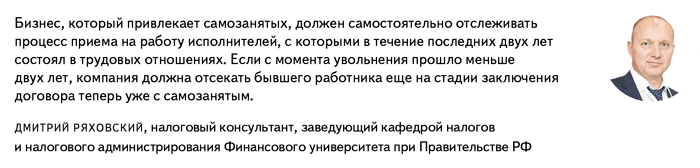 Бизнес, который привлекает самозанятых, должен самостоятельно отслеживать
процесс приема на работу исполнителей, с которыми в течение последних двух лет
состоял в трудовых отношениях. Если с момента увольнения прошло меньше
двух лет, компания должна отсекать бывшего работника еще на стадии заключения
договора теперь уже с самозанятым.
ДМИТРИЙ РЯХОВСКИЙ, налоговый консультант, заведующий кафедрой налогов
и налогового администрирования Финансового университета при Правительстве РФ